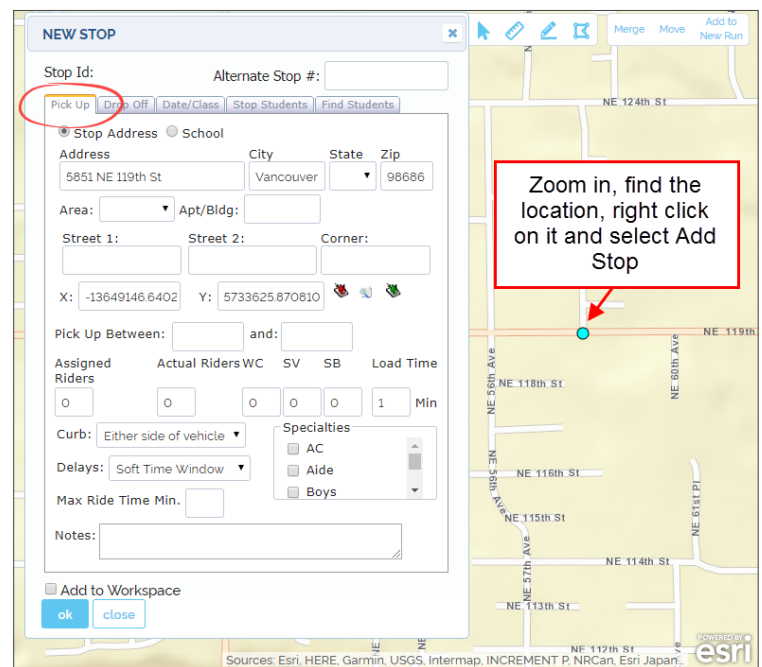 NEW STOP
Merge Move Add to New Run
Stop Id:
Alternate Stop #:
Pick Up Drop Off Date/Class Stop Students Find Students
Stop Address School
Address City State Zip
5851 NE 119th St Vancouver 98686
Area: Apt/Bldg:
Street 1: Street 2: Corner:
X: -13649146.6402 Y: 5733625.870810
Pick Up Between: and:
Assigned Riders Actual Riders WC SV SB Load Time
0 0 0 0 0 1 Min
Curb: Either side of vehicle
Specialties
AC
Delays: Soft Time Window
Aide
Boys
Max Ride Time Min.
Notes:
Add to Workspace
ok close
NE 124th St
Zoom in, find the
location, right click
on it and select Add
Stop
NE 119th
NE 56th Ave
NE 60th Ave
NE 118th St
NE 56th Ave
NE 116th St
NE 61st Pl
NE 115th St
NE 57th Ave
NE 114th St
NE 113th St
NE 112th St
POWERED BY
esri
Sources: Esri, HERE, Garmin, USGS, Intermap, INCREMENT P, NRCan, Esri Japan,